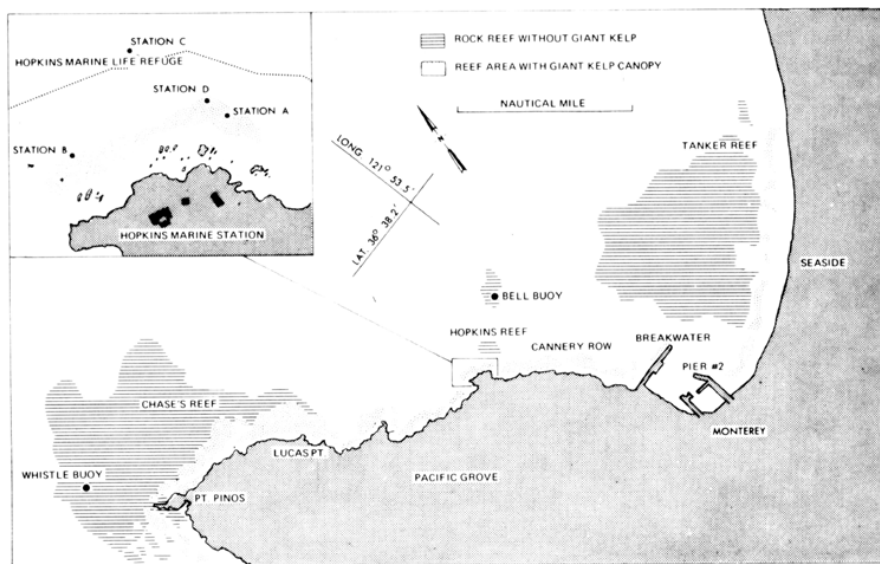 STATION C
HOPKINS MARINE LIFE REFUGE
STATION D
STATION A
STATION B
HOPKINS MARINE STATION
ROCK REEF WITHOUT GIANT KELP
REEF AREA WITH GIANT KELP CANOPY
NAUTICAL MILE
N
LONG 121° 53.5'
LAT. 36° 38.2'
TANKER REEF
SEASIDE
BELL BUOY
HOPKINS REEF
CANNERY ROW
BREAKWATER
PIER #2
MONTEREY
CHASE'S REEF
LUCAS PT
PACIFIC GROVE
WHISTLE BUOY
PT PINOS